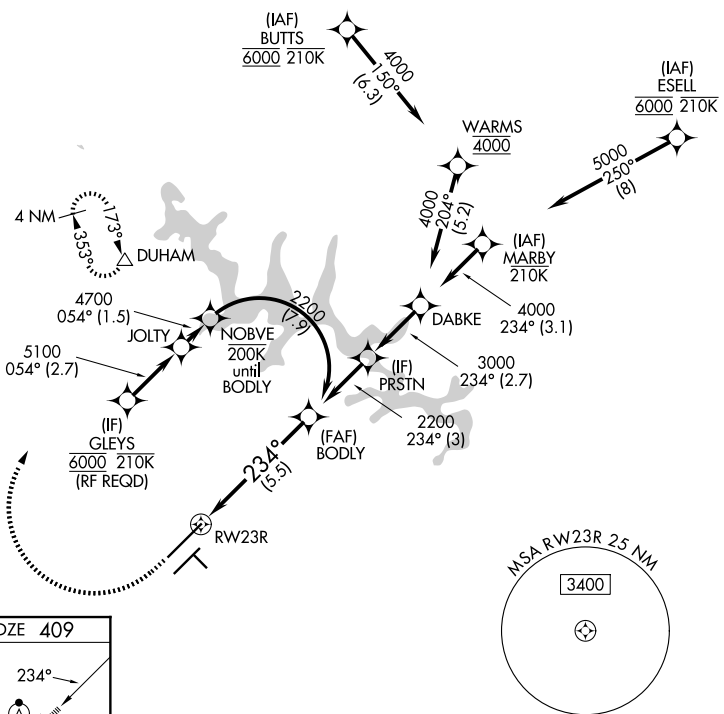 (IAF)
BUTTS
6000 210K
4000
150°
(6.3)
(IAF)
ESELL
6000 210K
5000
250°
(8)
WARMS
4000
4000
204°
(5.2)
(IAF)
MARBY
210K
4 NM
173°
353°
DUHAM
4000
234° (3.1)
DABKE
4700
054° (1.5)
JOLTY
NOBVE
200K
until
BODLY
2200
(7.9)
3000
234° (2.7)
(IF)
PRSTN
5100
054° (2.7)
2200
234° (3)
(IF)
GLEYS
6000 210K
(RF REQD)
(FAF)
BODLY
234°
(5.5)
RW23R
MSA RW23R 25 NM
3400
DZE 409
234°
A